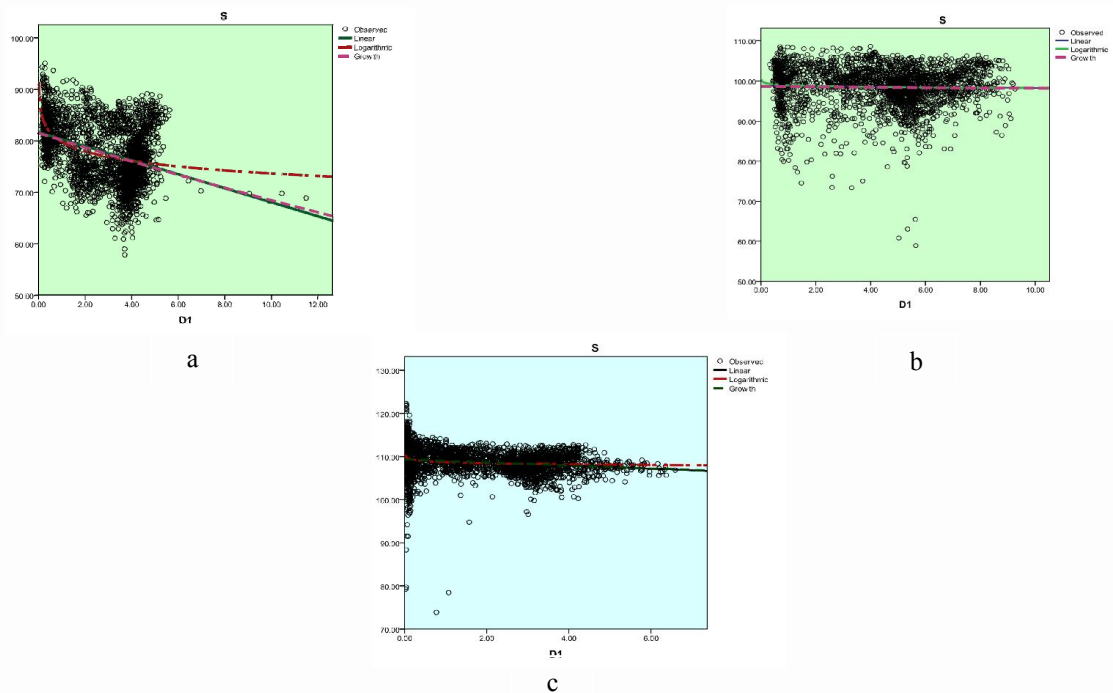 S
Observed
Linear
Logarithmic
Growth
100.00
90.00
80.00
70.00
60.00
50.00
0.00 2.00 4.00 6.00 8.00 10.00 12.00
D1
a
S
Observed
Linear
Logarithmic
Growth
110.00
100.00
90.00
80.00
70.00
60.00
50.00
0.00 2.00 4.00 6.00 8.00 10.00
D1
b
S
Observed
Linear
Logarithmic
Growth
130.00
120.00
110.00
100.00
90.00
80.00
70.00
0.00 2.00 4.00 6.00
D1
c